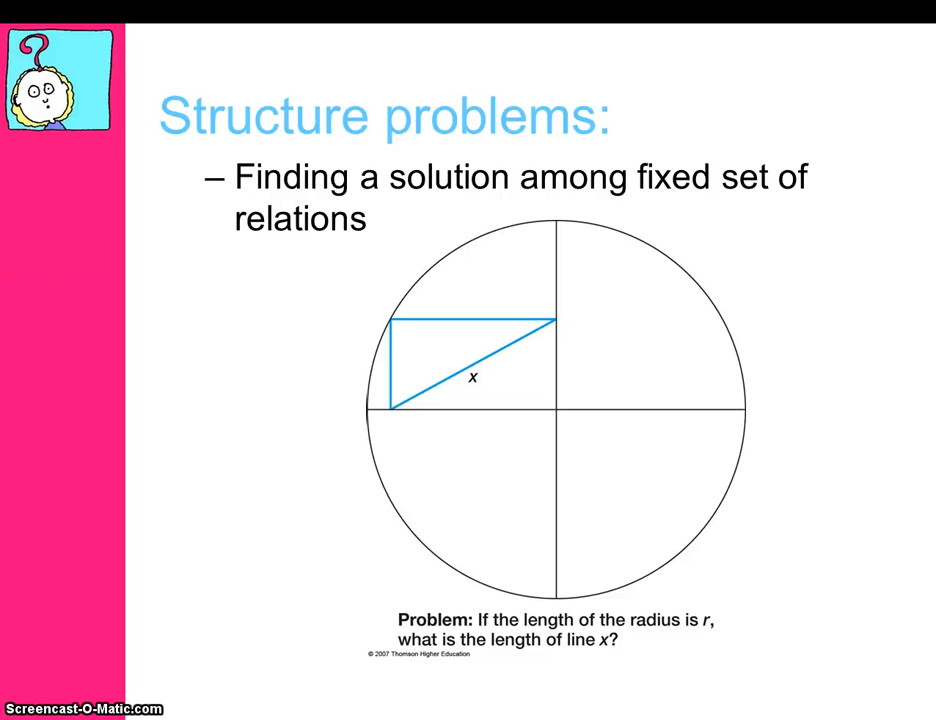 ?
Structure problems:
– Finding a solution among fixed set of
relations
x
Problem: If the length of the radius is r,
what is the length of line x?
© 2007 Thomson Higher Education
Screencast-O-Matic.com